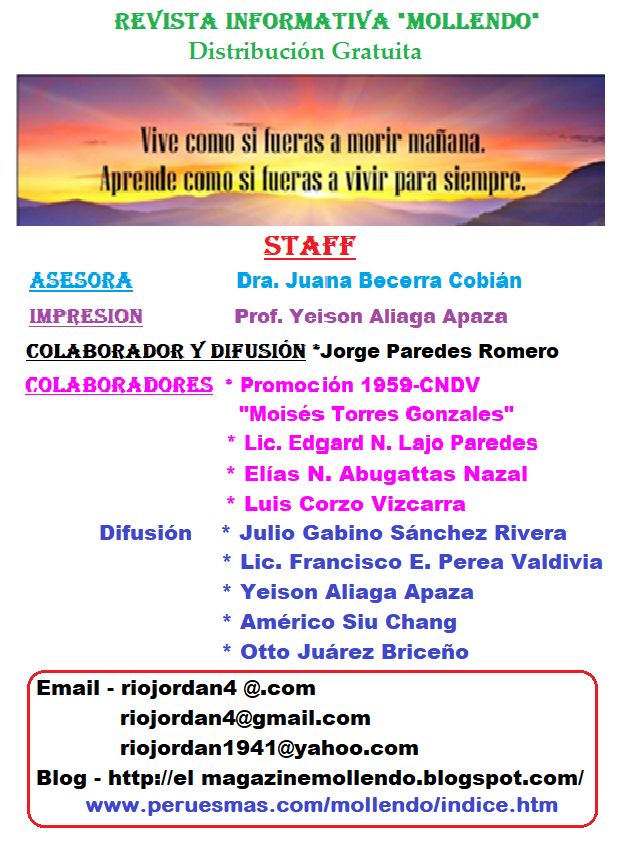 REVISTA INFORMATIVA "MOLLENDO"
Distribución Gratuita
Vive como si fueras a morir mañana.
Aprende como si fueras a vivir para siempre.
STAFF
ASESORA Dra. Juana Becerra Cobián
IMPRESION Prof. Yeison Aliaga Apaza
COLABORADOR Y DIFUSIÓN *Jorge Paredes Romero
COLABORADORES * Promoción 1959-CNDV
"Moisés Torres Gonzales"
* Lic. Edgard N. Lajo Paredes
* Elías N. Abugattas Nazal
* Luis Corzo Vizcarra
Difusión * Julio Gabino Sánchez Rivera
* Lic. Francisco E. Perea Valdivia
* Yeison Aliaga Apaza
* Américo Siu Chang
* Otto Juárez Briceño
Email - riojordan4 @.com
riojordan4@gmail.com
riojordan1941@yahoo.com
Blog - http://el magazinemollendo.blogspot.com/
www.peruesmas.com/mollendo/indice.htm